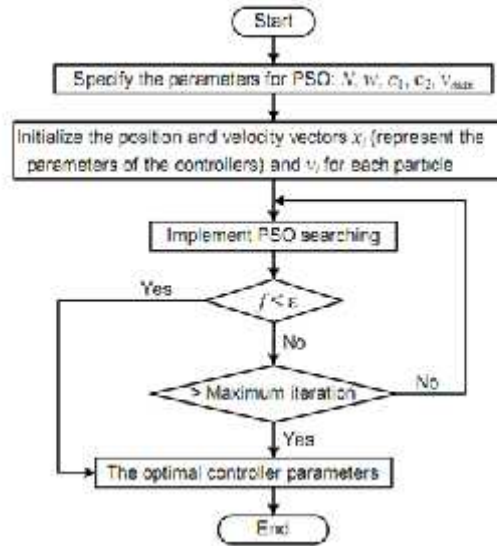 Start
Specify the parameters for PSO: N, w, c₁, c₂, vmax
Initialize the position and velocity vectors xᵢ (represent the
parameters of the controllers) and vᵢ for each particle
Implement PSO searching
Yes
f < ε
No
> Maximum iteration
No
Yes
The optimal controller parameters
End